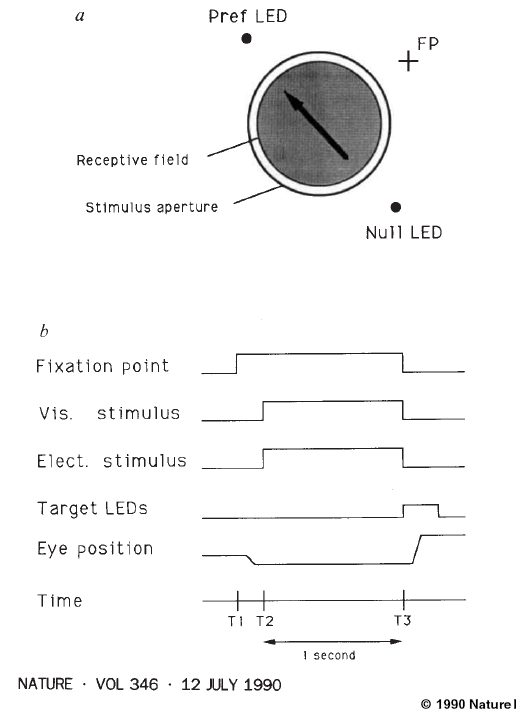 a
Pref LED
FP
Receptive field
Stimulus aperture
Null LED
b
Fixation point
Vis. stimulus
Elect. stimulus
Target LEDs
Eye position
Time
T1 T2 T3
1 second
NATURE · VOL 346 · 12 JULY 1990
© 1990 Nature